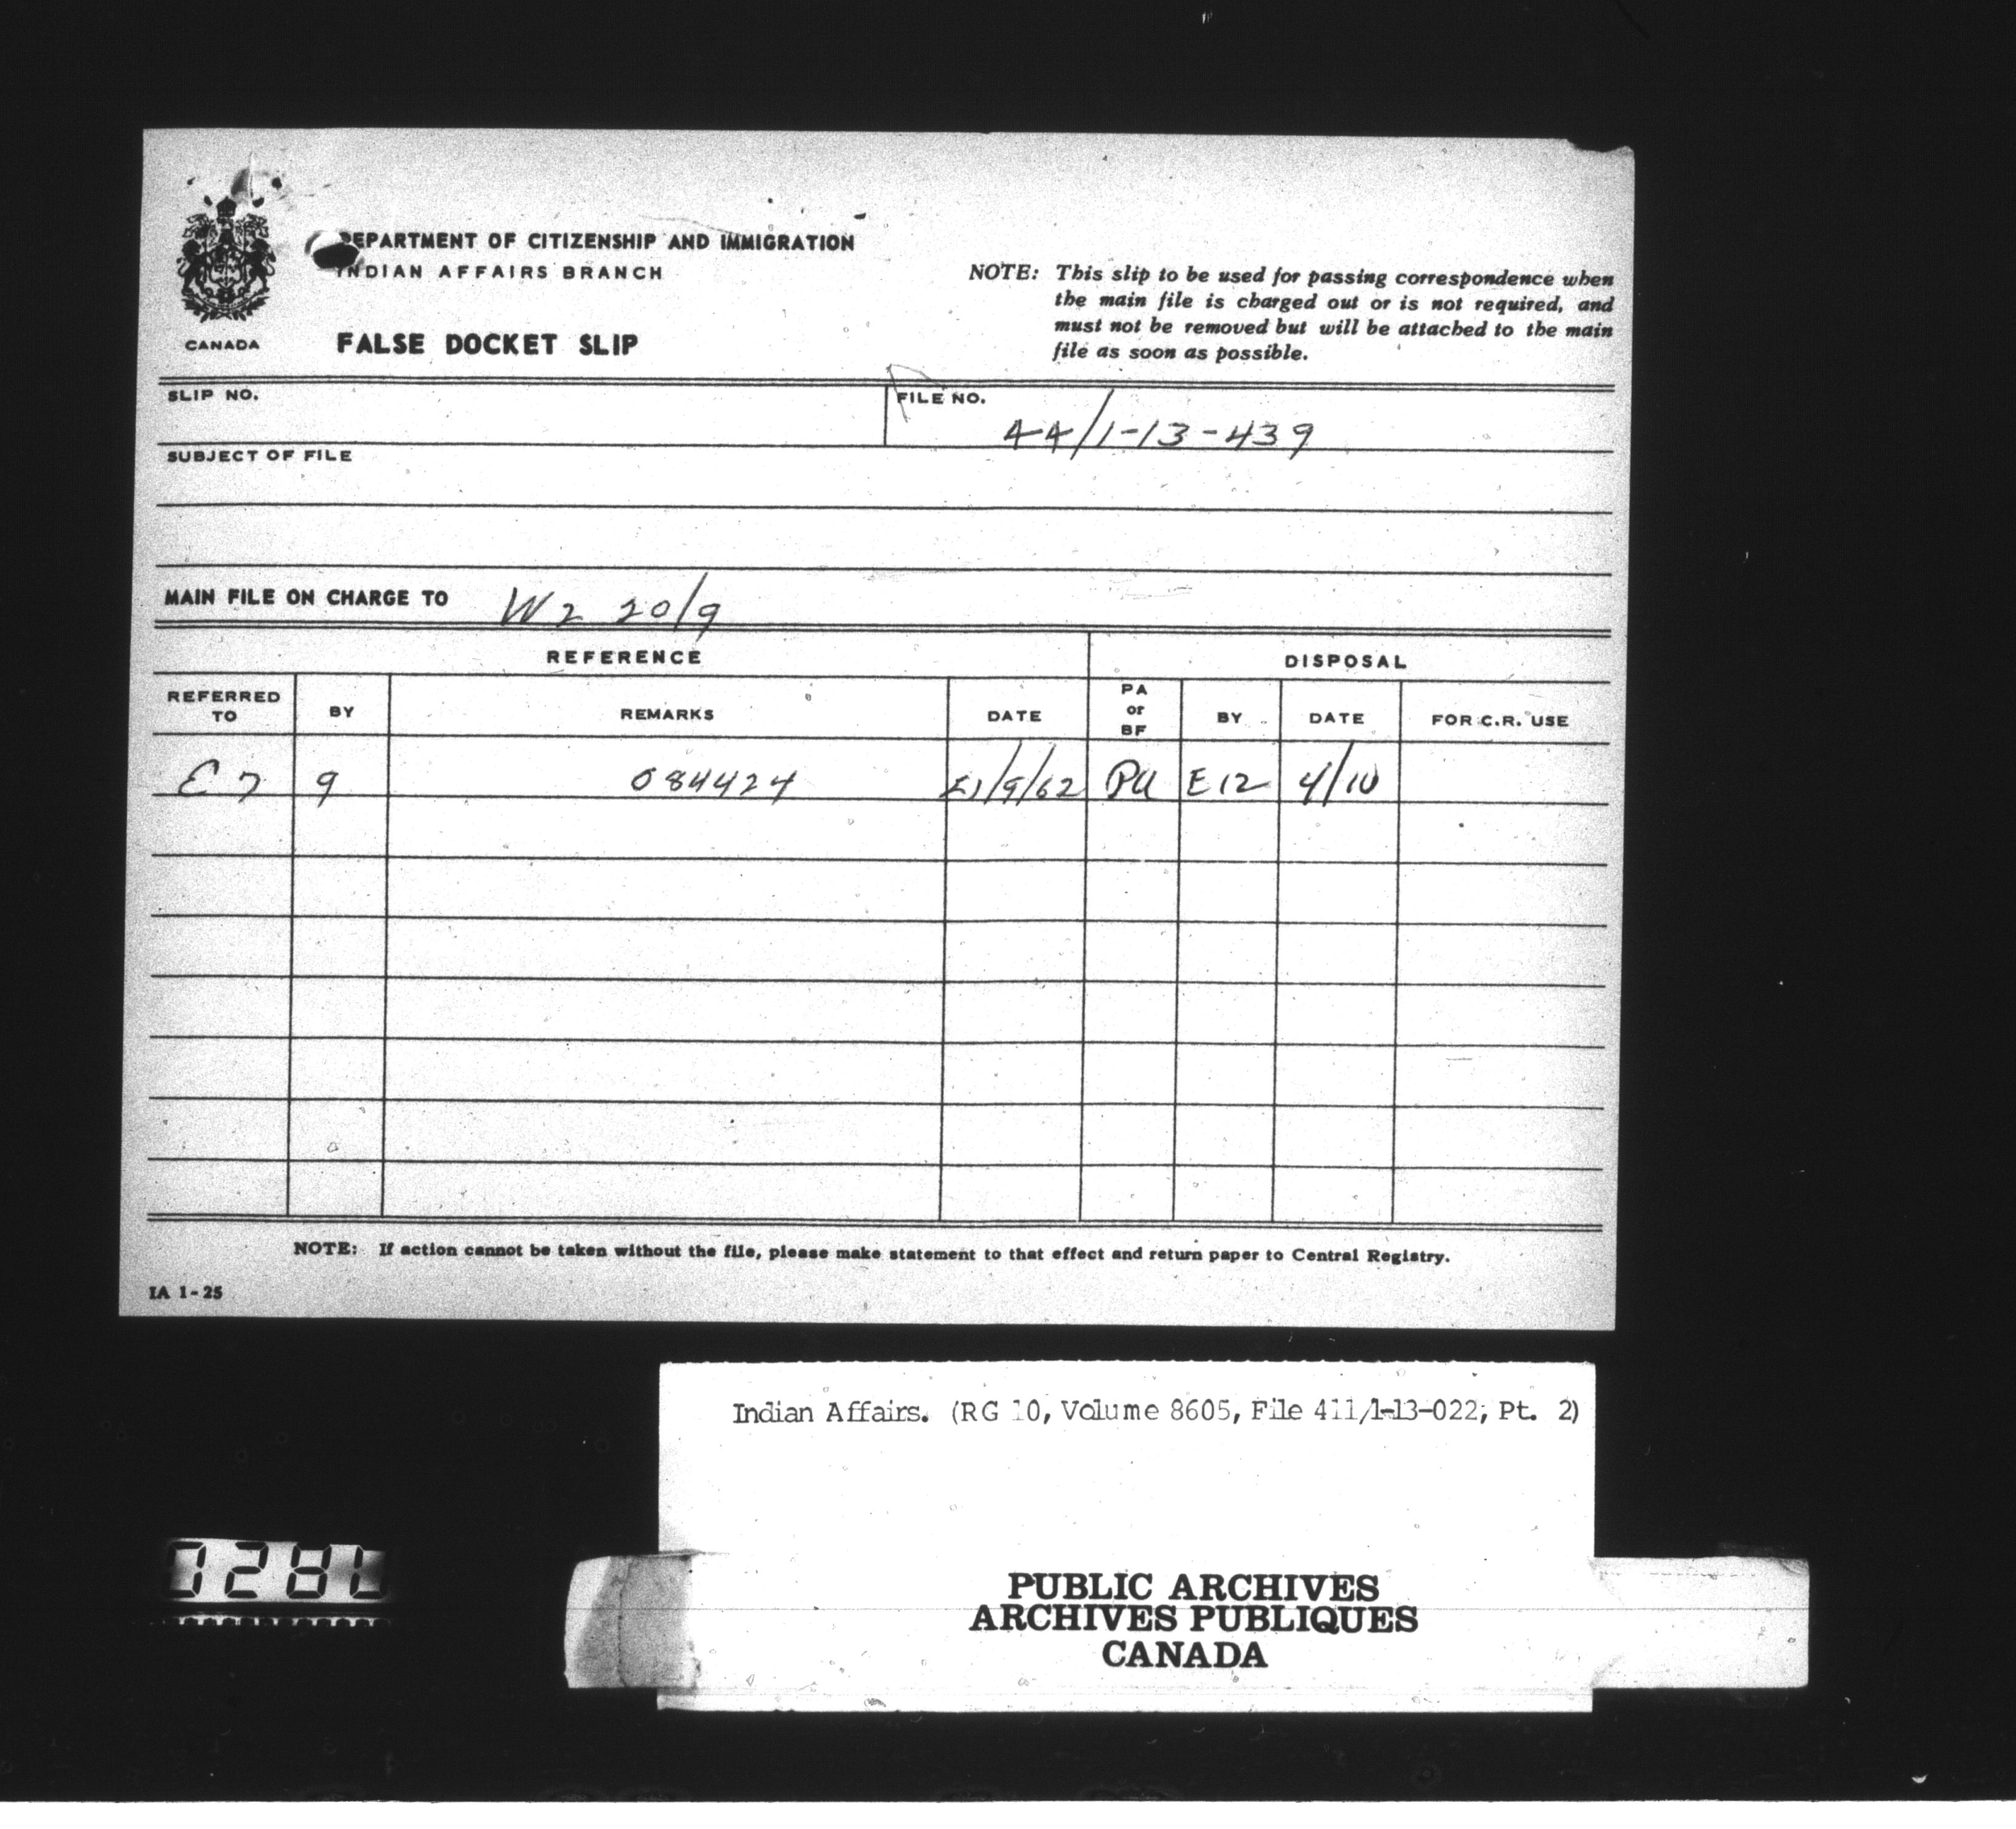 DEPARTMENT OF CITIZENSHIP AND IMMIGRATION
INDIAN AFFAIRS BRANCH
CANADA
FALSE DOCKET SLIP
NOTE: This slip to be used for passing correspondence when
the main file is charged out or is not required, and
must not be removed but will be attached to the main
file as soon as possible.
SLIP NO.
FILE NO.
44/1-13-439
SUBJECT OF FILE
MAIN FILE ON CHARGE TO W2 20/9
REFERENCE DISPOSAL
REFERRED TO BY REMARKS DATE PA or BF BY DATE FOR C.R. USE
E7 9 084424 21/9/62 PA E12 4/10
NOTE: If action cannot be taken without the file, please make statement to that effect and return paper to Central Registry.
IA 1-25
Indian Affairs. (RG 10, Volume 8605, File 411/1-13-022, Pt. 2)
PUBLIC ARCHIVES
ARCHIVES PUBLIQUES
CANADA